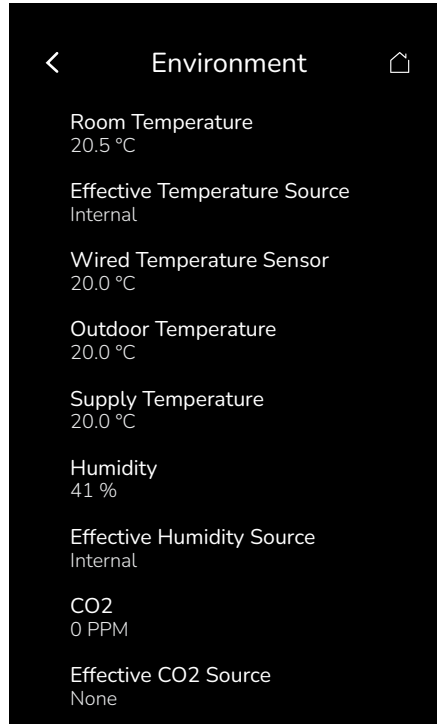 Environment
Room Temperature
20.5 °C
Effective Temperature Source
Internal
Wired Temperature Sensor
20.0 °C
Outdoor Temperature
20.0 °C
Supply Temperature
20.0 °C
Humidity
41 %
Effective Humidity Source
Internal
CO2
0 PPM
Effective CO2 Source
None